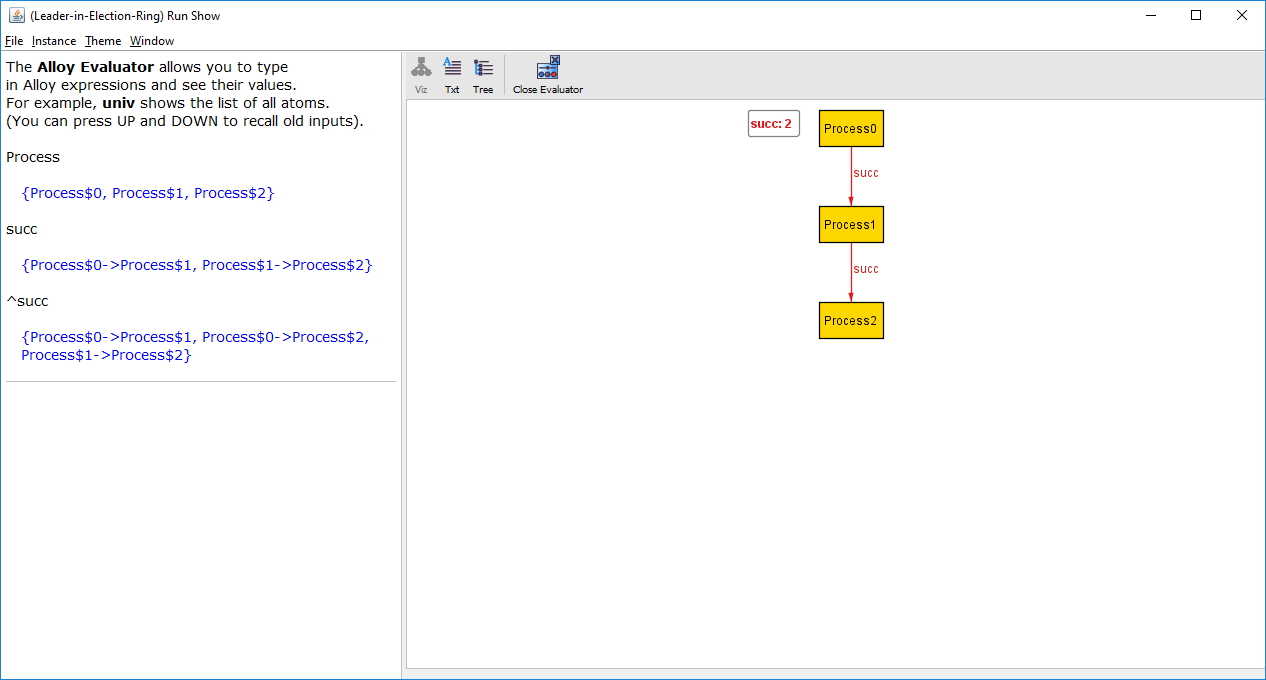 (Leader-in-Election-Ring) Run Show
File Instance Theme Window
The Alloy Evaluator allows you to type
in Alloy expressions and see their values.
For example, univ shows the list of all atoms.
(You can press UP and DOWN to recall old inputs).
Process
{Process$0, Process$1, Process$2}
succ
{Process$0->Process$1, Process$1->Process$2}
^succ
{Process$0->Process$1, Process$0->Process$2,
Process$1->Process$2}
Viz Txt Tree Close Evaluator
succ: 2
Process0
succ
Process1
succ
Process2